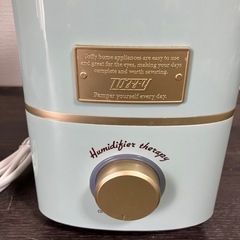 Toffy home appliances are easy to use
and great for the eyes, making your days
complete and worth savoring.
TOFFY
Pamper yourself every day.
Humidifier therapy